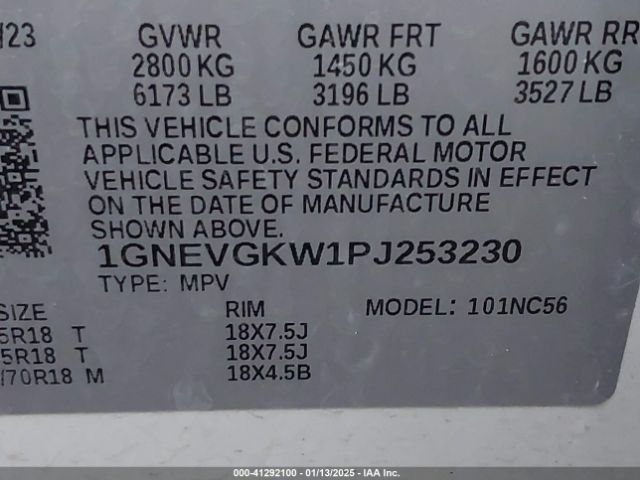 /23 GVWR GAWR FRT GAWR RR
2800 KG 1450 KG 1600 KG
6173 LB 3196 LB 3527 LB
THIS VEHICLE CONFORMS TO ALL
APPLICABLE U.S. FEDERAL MOTOR
VEHICLE SAFETY STANDARDS IN EFFECT
ON THE DATE OF MANUFACTURE
SHOWN ABOVE.
1GNEVGKW1PJ253230
TYPE: MPV
SIZE RIM MODEL: 101NC56
5R18 T 18X7.5J
5R18 T 18X7.5J
/70R18 M 18X4.5B
000-41292100 - 01/13/2025 - IAA Inc.